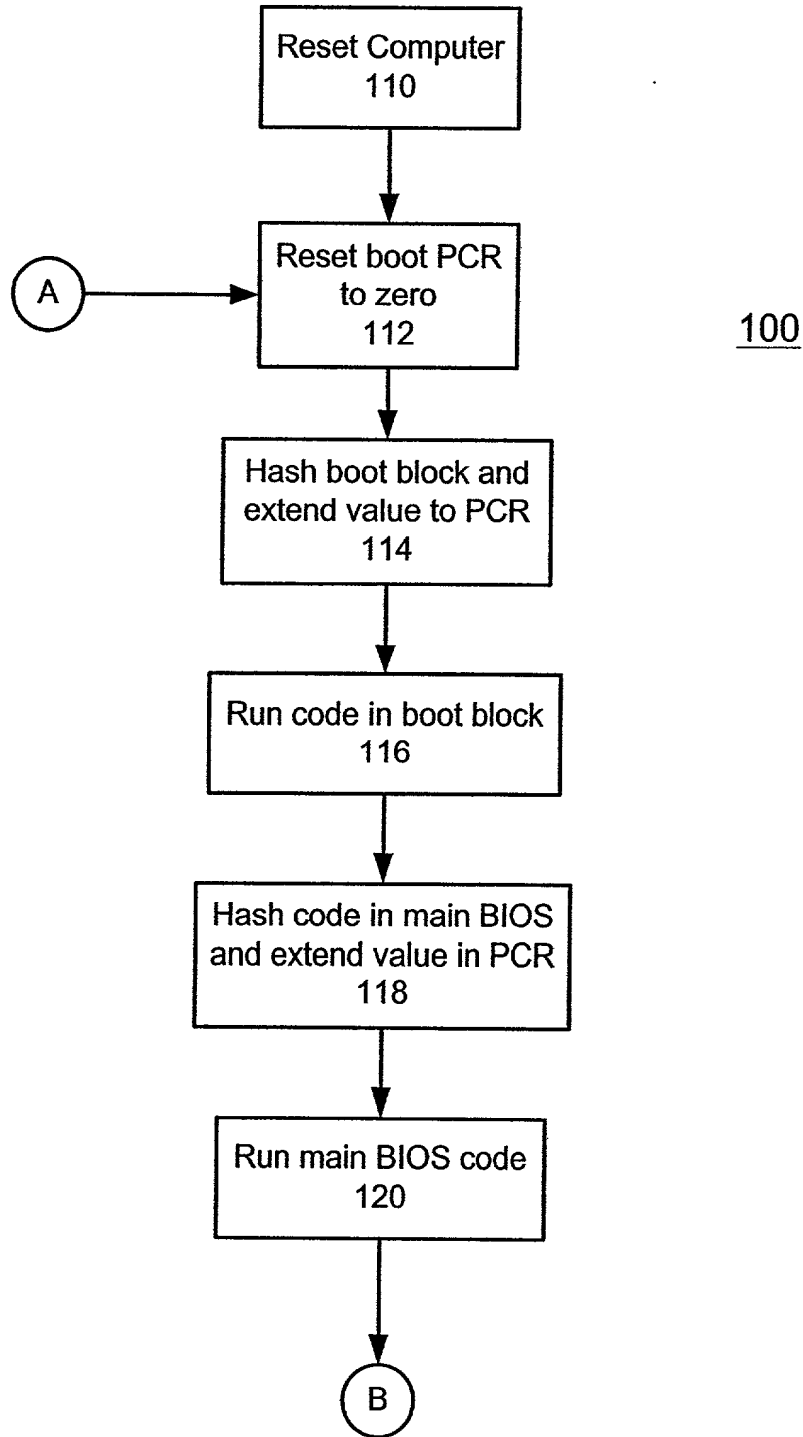 Reset Computer
110
Reset boot PCR
to zero
112
A
100
Hash boot block and
extend value to PCR
114
Run code in boot block
116
Hash code in main BIOS
and extend value in PCR
118
Run main BIOS code
120
B